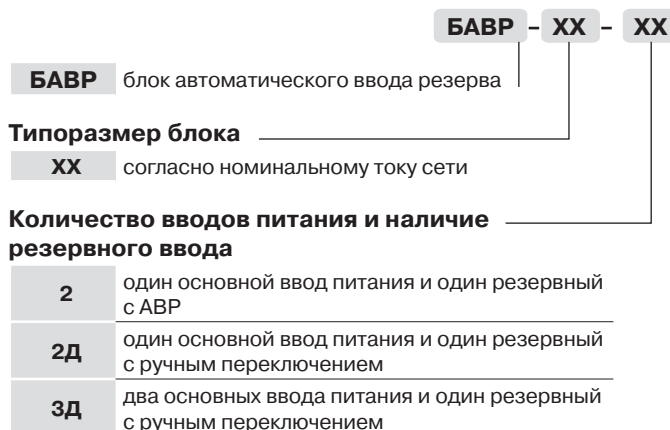 БАВР – XX – XX
БАВР блок автоматического ввода резерва
Типоразмер блока
XX согласно номинальному току сети
Количество вводов питания и наличие
резервного ввода
2 один основной ввод питания и один резервный
с АВР
2Д один основной ввод питания и один резервный
с ручным переключением
3Д два основных ввода питания и один резервный
с ручным переключением